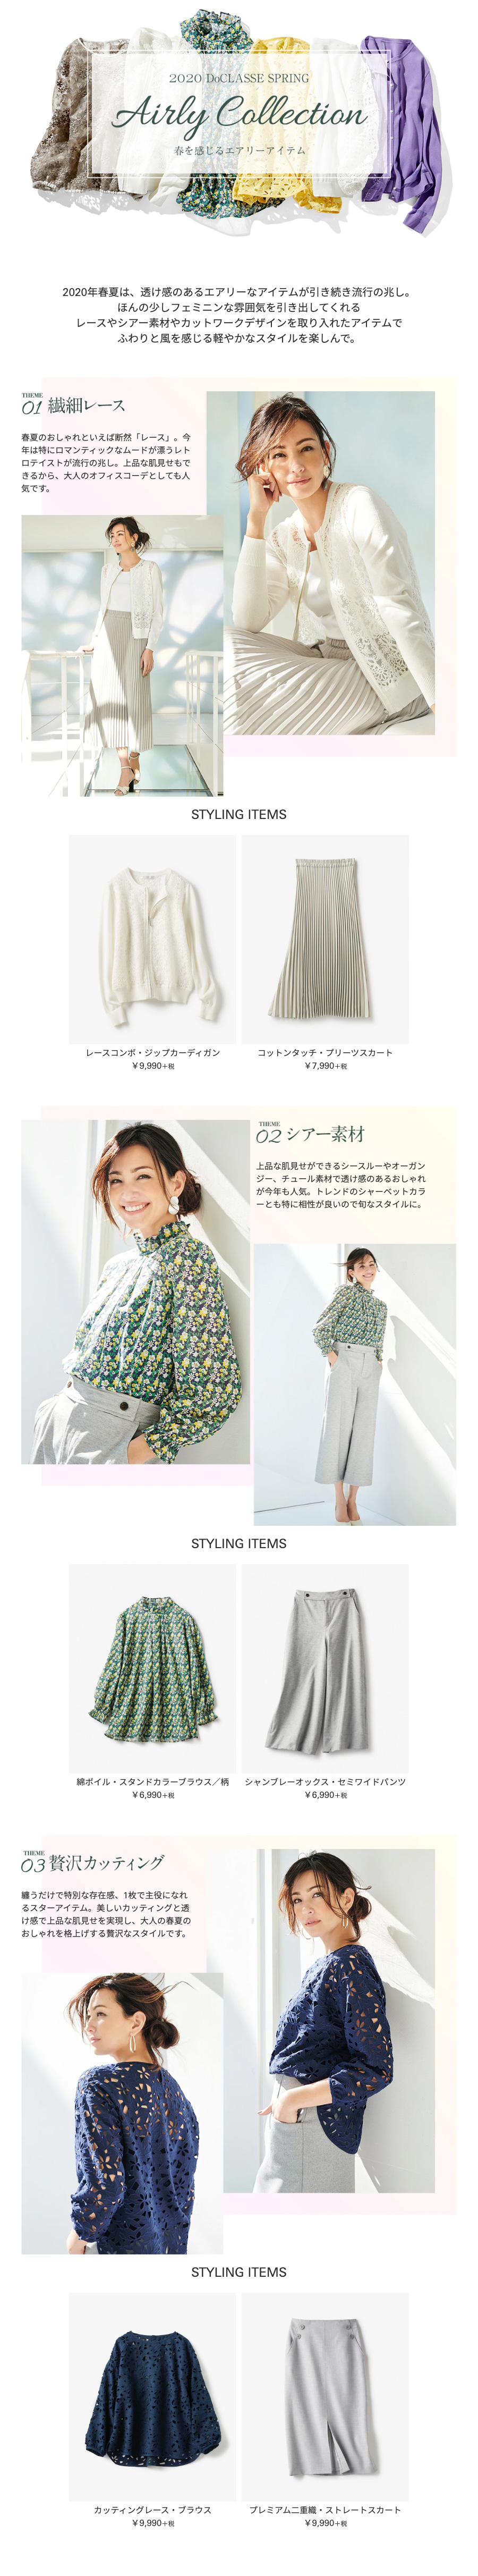 2020 DoCLASSE SPRING
Airly Collection
春を感じるエアリーアイテム
2020年春夏は、透け感のあるエアリーなアイテムが引き続き流行の兆し。
ほんの少しフェミニンな雰囲気を引き出してくれる
レースやシアー素材やカットワークデザインを取り入れたアイテムで
ふわりと風を感じる軽やかなスタイルを楽しんで。
THEME
01 繊細レース
春夏のおしゃれといえば断然「レース」。今
年は特にロマンティックなムードが漂うレト
ロテイストが流行の兆し。上品な肌見せもで
きるから、大人のオフィスコーデとしても人
気です。
STYLING ITEMS
レースコンボ・ジップカーディガン
￥9,990+税
コットンタッチ・プリーツスカート
￥7,990+税
THEME
02 シアー素材
上品な肌見せができるシースルーやオーガン
ジー、チュール素材で透け感のあるおしゃれ
が今年も人気。トレンドのシャーベットカラ
ーとも特に相性が良いので旬なスタイルに。
STYLING ITEMS
綿ボイル・スタンドカラーブラウス／柄
￥6,990+税
シャンブレーオックス・セミワイドパンツ
￥6,990+税
THEME
03 贅沢カッティング
纏うだけで特別な存在感、1枚で主役になれ
るスターアイテム。美しいカッティングと透
け感で上品な肌見せを実現し、大人の春夏の
おしゃれを格上げする贅沢なスタイルです。
STYLING ITEMS
カッティングレース・ブラウス
￥9,990+税
プレミアム二重織・ストレートスカート
￥9,990+税